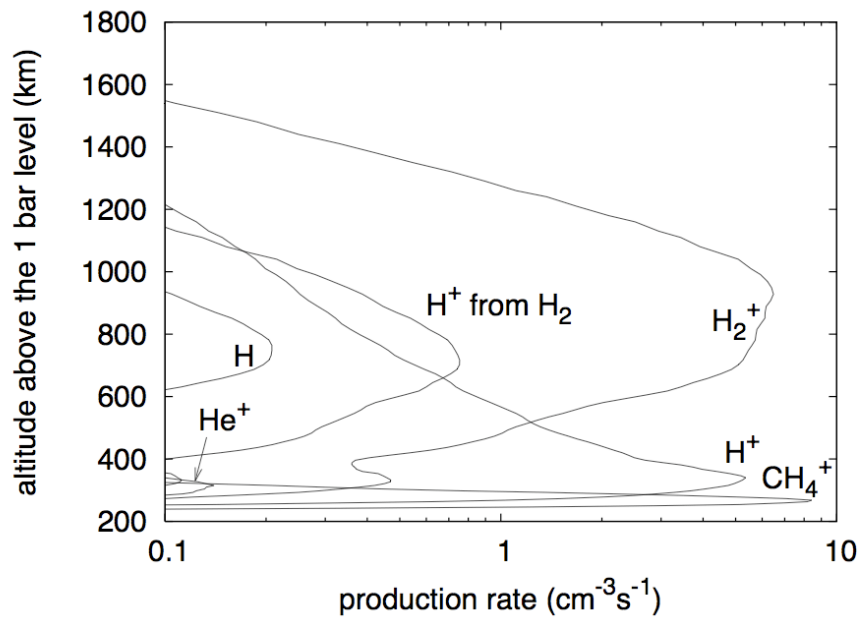 1800
1600
1400
1200
1000
800
600
400
200
altitude above the 1 bar level (km)
H⁺ from H₂
H₂⁺
H
He⁺
H⁺
CH₄⁺
0.1
1
10
production rate (cm⁻³s⁻¹)